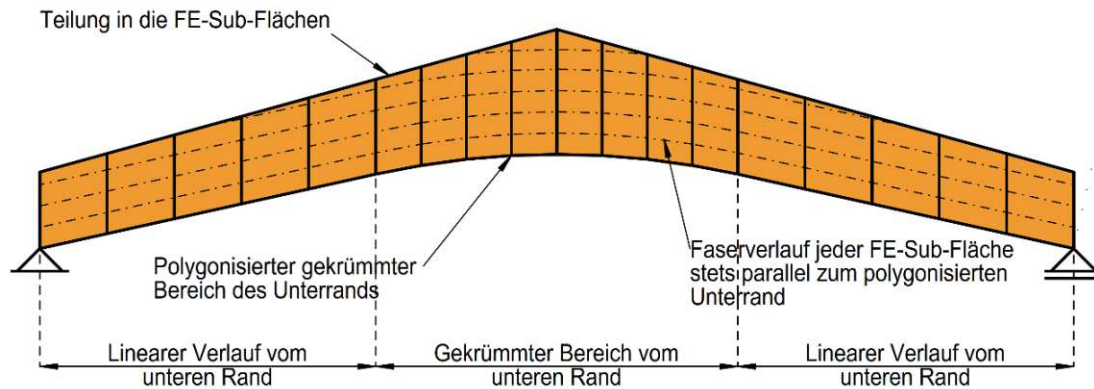 Teilung in die FE-Sub-Flächen
Polygonisierter gekrümmter
Bereich des Unterrands
Faserverlauf jeder FE-Sub-Fläche
stets parallel zum polygonisierten
Unterrand
Linearer Verlauf vom
unteren Rand
Gekrümmter Bereich vom
unteren Rand
Linearer Verlauf vom
unteren Rand